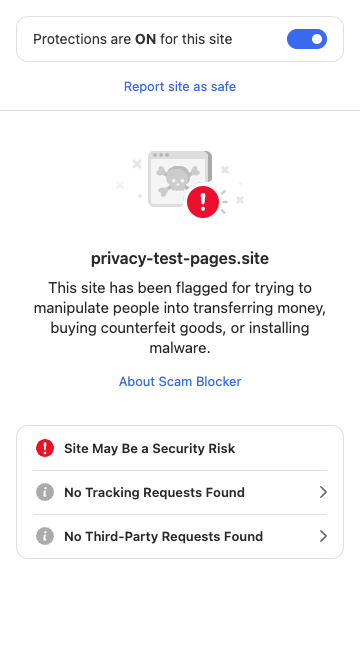 Protections are ON for this site
Report site as safe
privacy-test-pages.site
This site has been flagged for trying to
manipulate people into transferring money,
buying counterfeit goods, or installing
malware.
About Scam Blocker
Site May Be a Security Risk
No Tracking Requests Found
No Third-Party Requests Found